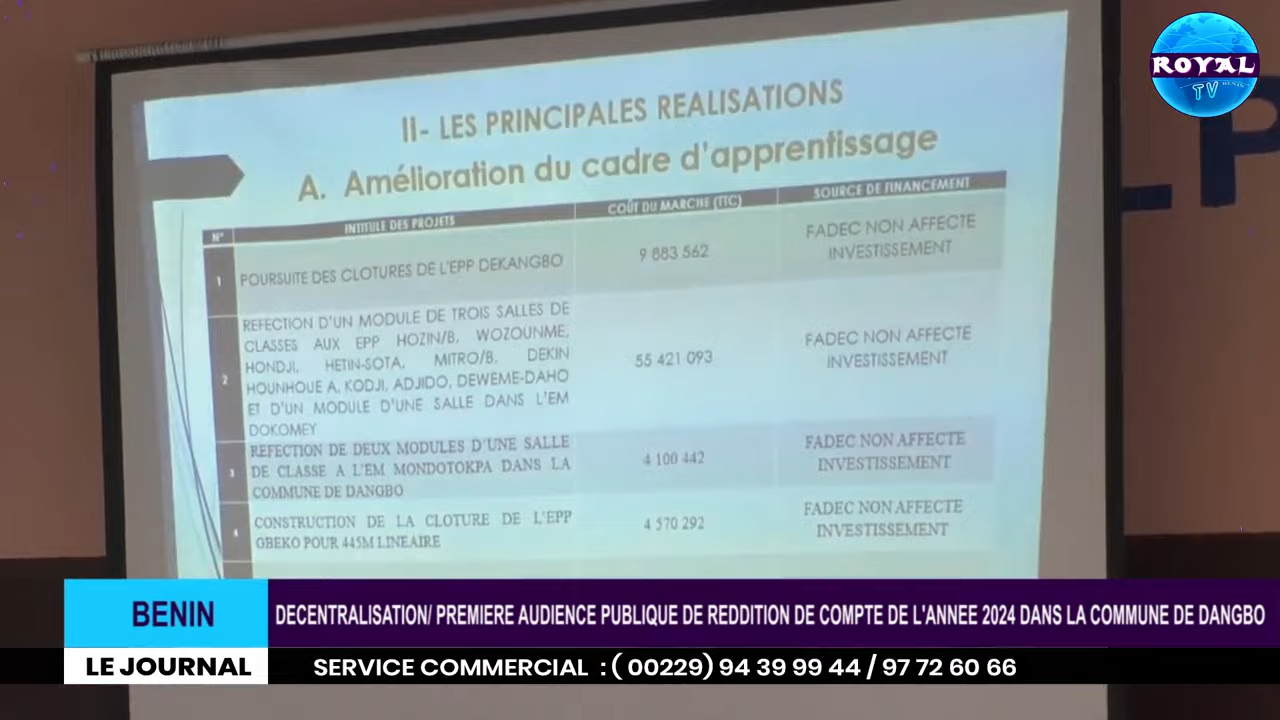 ROYAL
TV
II- LES PRINCIPALES REALISATIONS
A. Amélioration du cadre d'apprentissage
N° INTITULE DES PROJETS COÛT DU MARCHE (TTC) SOURCE DE FINANCEMENT
1 POURSUITE DES CLOTURES DE L'EPP DEKANGBO 9 883 562 FADEC NON AFFECTE
INVESTISSEMENT
REFECTION D'UN MODULE DE TROIS SALLES DE
CLASSES AUX EPP HOZIN/B, WOZOUNME,
HONDJI, HETIN-SOTA, MITRO/B, DEKIN
2 HOUNHOUE A, KODJI, ADJIDO, DEWEME-DAHO 55 421 093 FADEC NON AFFECTE
ET D'UN MODULE D'UNE SALLE DANS L'EM INVESTISSEMENT
DOKOMEY
REFECTION DE DEUX MODULES D'UNE SALLE
3 DE CLASSE A L'EM MONDOTOKPA DANS LA 4 100 442 FADEC NON AFFECTE
COMMUNE DE DANGBO INVESTISSEMENT
4 CONSTRUCTION DE LA CLOTURE DE L'EPP 4 570 292 FADEC NON AFFECTE
GBEKO POUR 445M LINEAIRE INVESTISSEMENT
BENIN DECENTRALISATION/ PREMIERE AUDIENCE PUBLIQUE DE REDDITION DE COMPTE DE L'ANNEE 2024 DANS LA COMMUNE DE DANGBO
LE JOURNAL SERVICE COMMERCIAL : ( 00229) 94 39 99 44 / 97 72 60 66